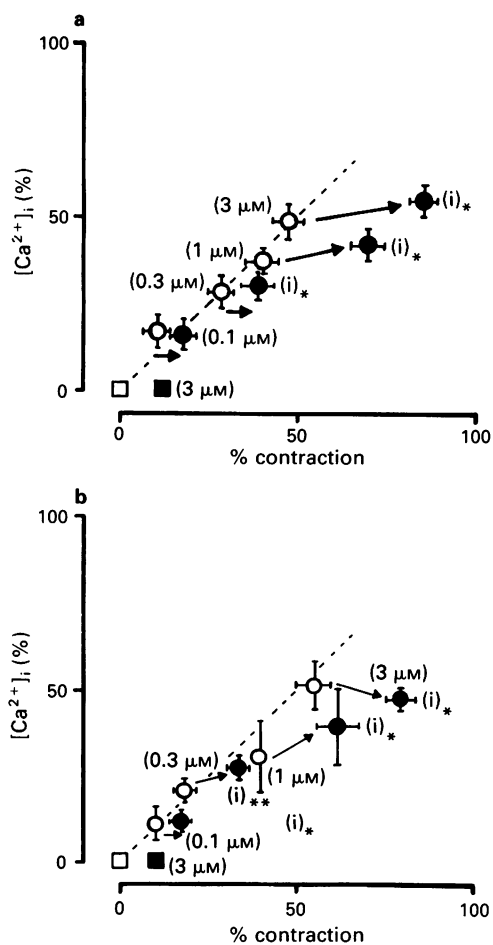 a
100
[Ca²⁺]ᵢ (%)
(3 μM)
(i)*
(1 μM)
(i)*
50
(0.3 μM)
(i)*
(0.1 μM)
0
(3 μM)
0
50
100
% contraction
b
100
[Ca²⁺]ᵢ (%)
(3 μM)
50
(i)*
(i)*
(0.3 μM)
(1 μM)
(i)**
(i)*
(0.1 μM)
0
(3 μM)
0
50
100
% contraction